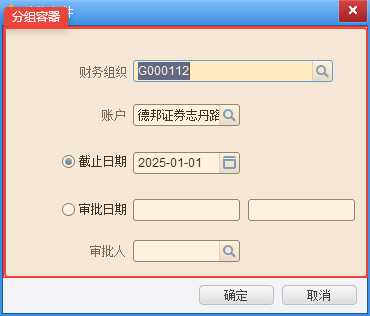 分组容器
财务组织 G000112
账户 德邦证券志丹路
截止日期 2025-01-01
审批日期
审批人
确定 取消